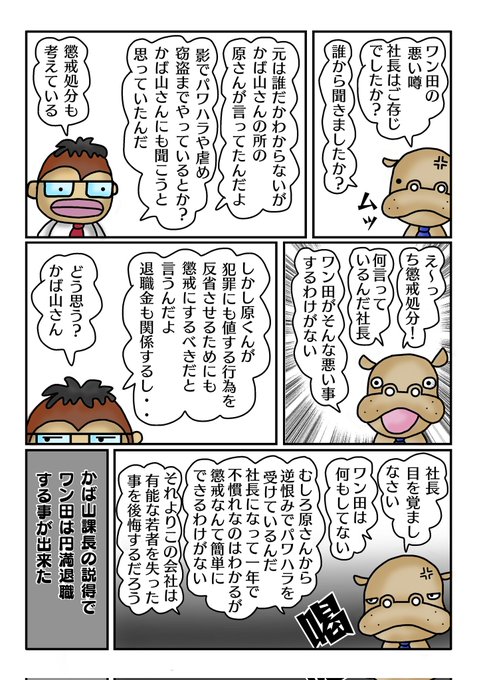 ワン田の
悪い噂
社長はご存じ
でしたか？
誰から聞きましたか？
ムッ
元は誰だかわからないが
かば山さんの所の
原さんが言ってたんだよ
影でパワハラや虐め
窃盗までやっているとか？
かば山さんにも聞こうと
思っていたんだ
懲戒処分も
考えている
え～っ
ち懲戒処分！
何言って
いるんだ社長
ワン田がそんな悪い事
するわけがない
しかし原くんが
犯罪にも値する行為を
反省させるためにも
懲戒にするべきだと
言うんだよ
退職金も関係するし・・
どう思う？
かば山さん
社長
目を覚まし
なさい
ワン田は
何もしてない
むしろ原さんから
逆恨みでパワハラを
受けているんだ
社長になって一年で
不慣れなのはわかるが
懲戒なんて簡単に
できるわけがない
それよりこの会社は
有能な若者を失った
事を後悔するだろう
喝
かば山課長の説得で
ワン田は円満退職
する事が出来た